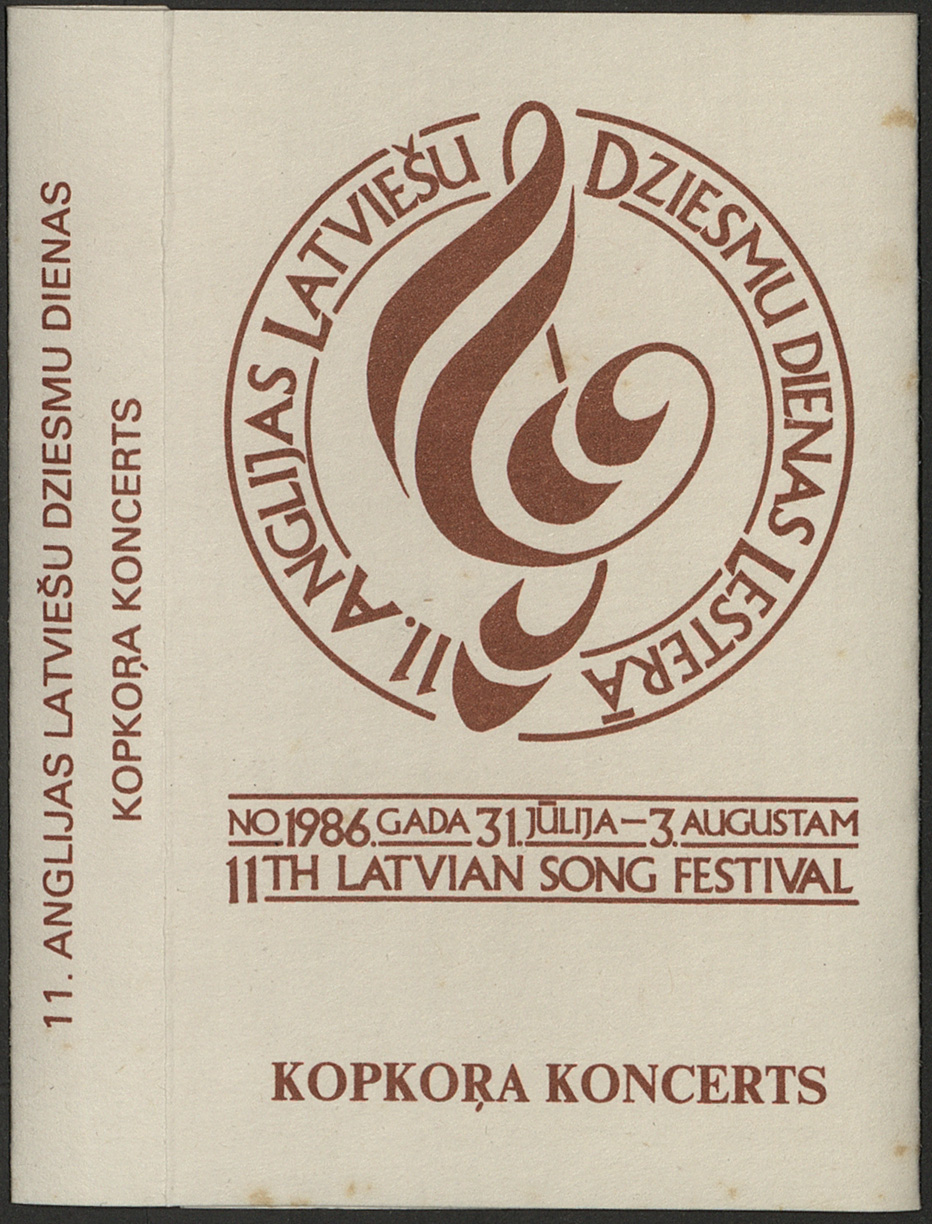 11. ANGLIJAS LATVIEŠU DZIESMU DIENAS
KOPKOŖA KONCERTS
11. ANGLIJAS LATVIEŠU DZIESMU DIENAS LESTERĀ
NO 1986. GADA 31. JŪLIJA–3. AUGUSTAM
11TH LATVIAN SONG FESTIVAL
KOPKOŖA KONCERTS